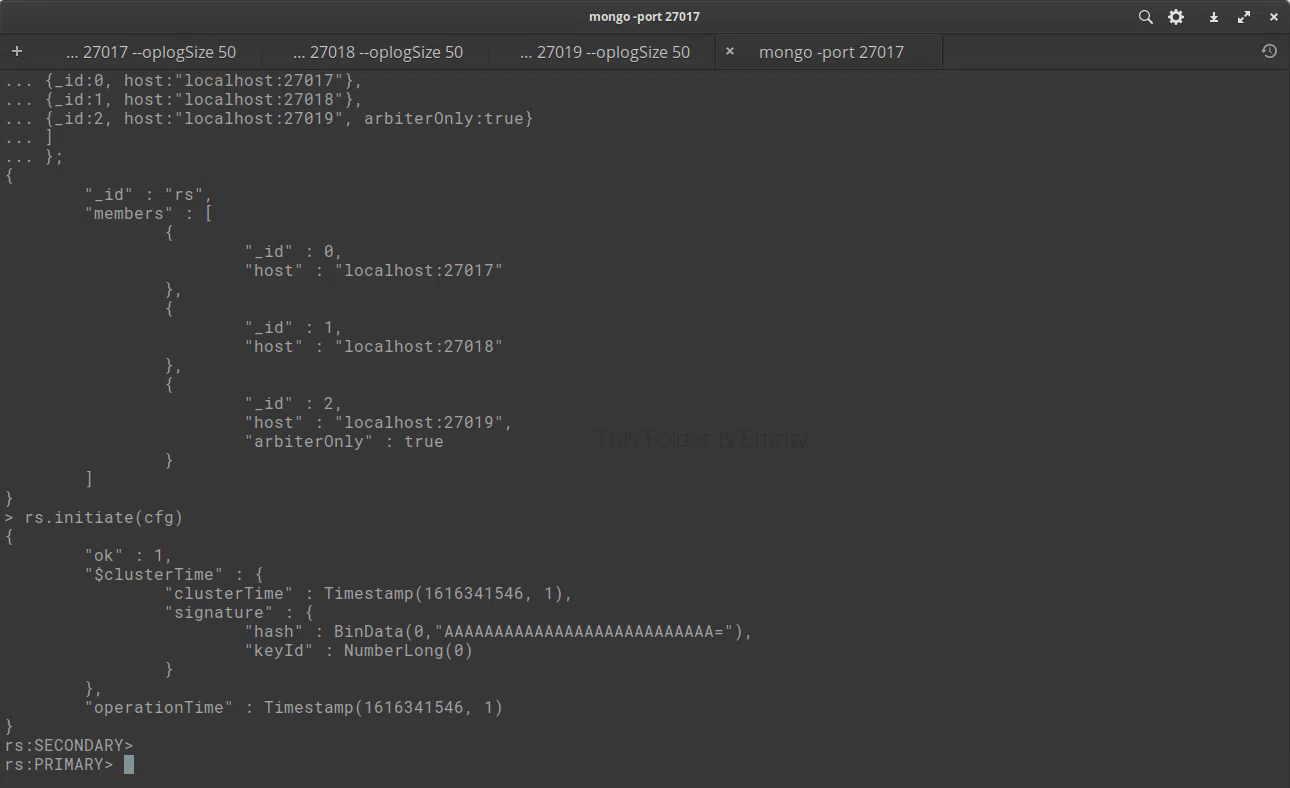 mongo -port 27017
... 27017 --oplogSize 50
... 27018 --oplogSize 50
... 27019 --oplogSize 50
mongo -port 27017
... {_id:0, host:"localhost:27017"},
... {_id:1, host:"localhost:27018"},
... {_id:2, host:"localhost:27019", arbiterOnly:true}
... ]
... };
{
	"_id" : "rs",
	"members" : [
		{
			"_id" : 0,
			"host" : "localhost:27017"
		},
		{
			"_id" : 1,
			"host" : "localhost:27018"
		},
		{
			"_id" : 2,
			"host" : "localhost:27019",
			"arbiterOnly" : true
		}
	]
}
This Folder Is Empty
> rs.initiate(cfg)
{
	"ok" : 1,
	"$clusterTime" : {
		"clusterTime" : Timestamp(1616341546, 1),
		"signature" : {
			"hash" : BinData(0,"AAAAAAAAAAAAAAAAAAAAAAAAAAA="),
			"keyId" : NumberLong(0)
		}
	},
	"operationTime" : Timestamp(1616341546, 1)
}
rs:SECONDARY>
rs:PRIMARY>